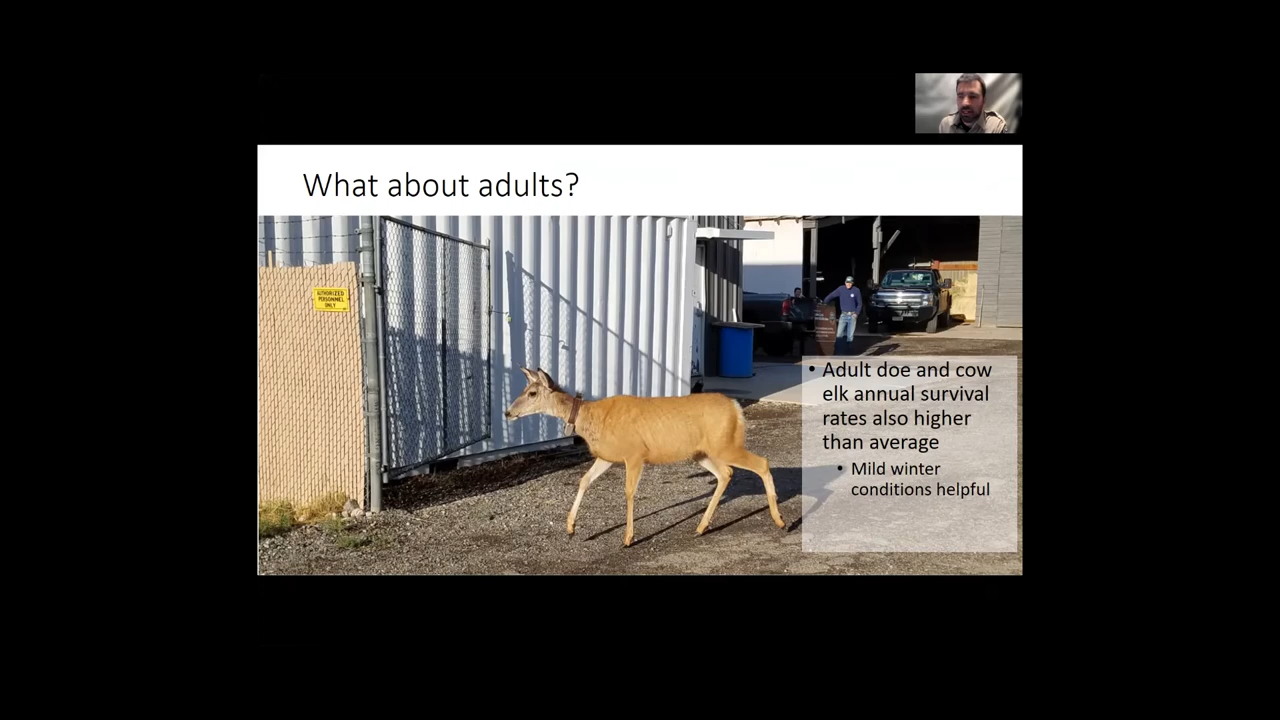 What about adults?
AUTHORIZED
PERSONNEL
ONLY
• Adult doe and cow
elk annual survival
rates also higher
than average
• Mild winter
conditions helpful